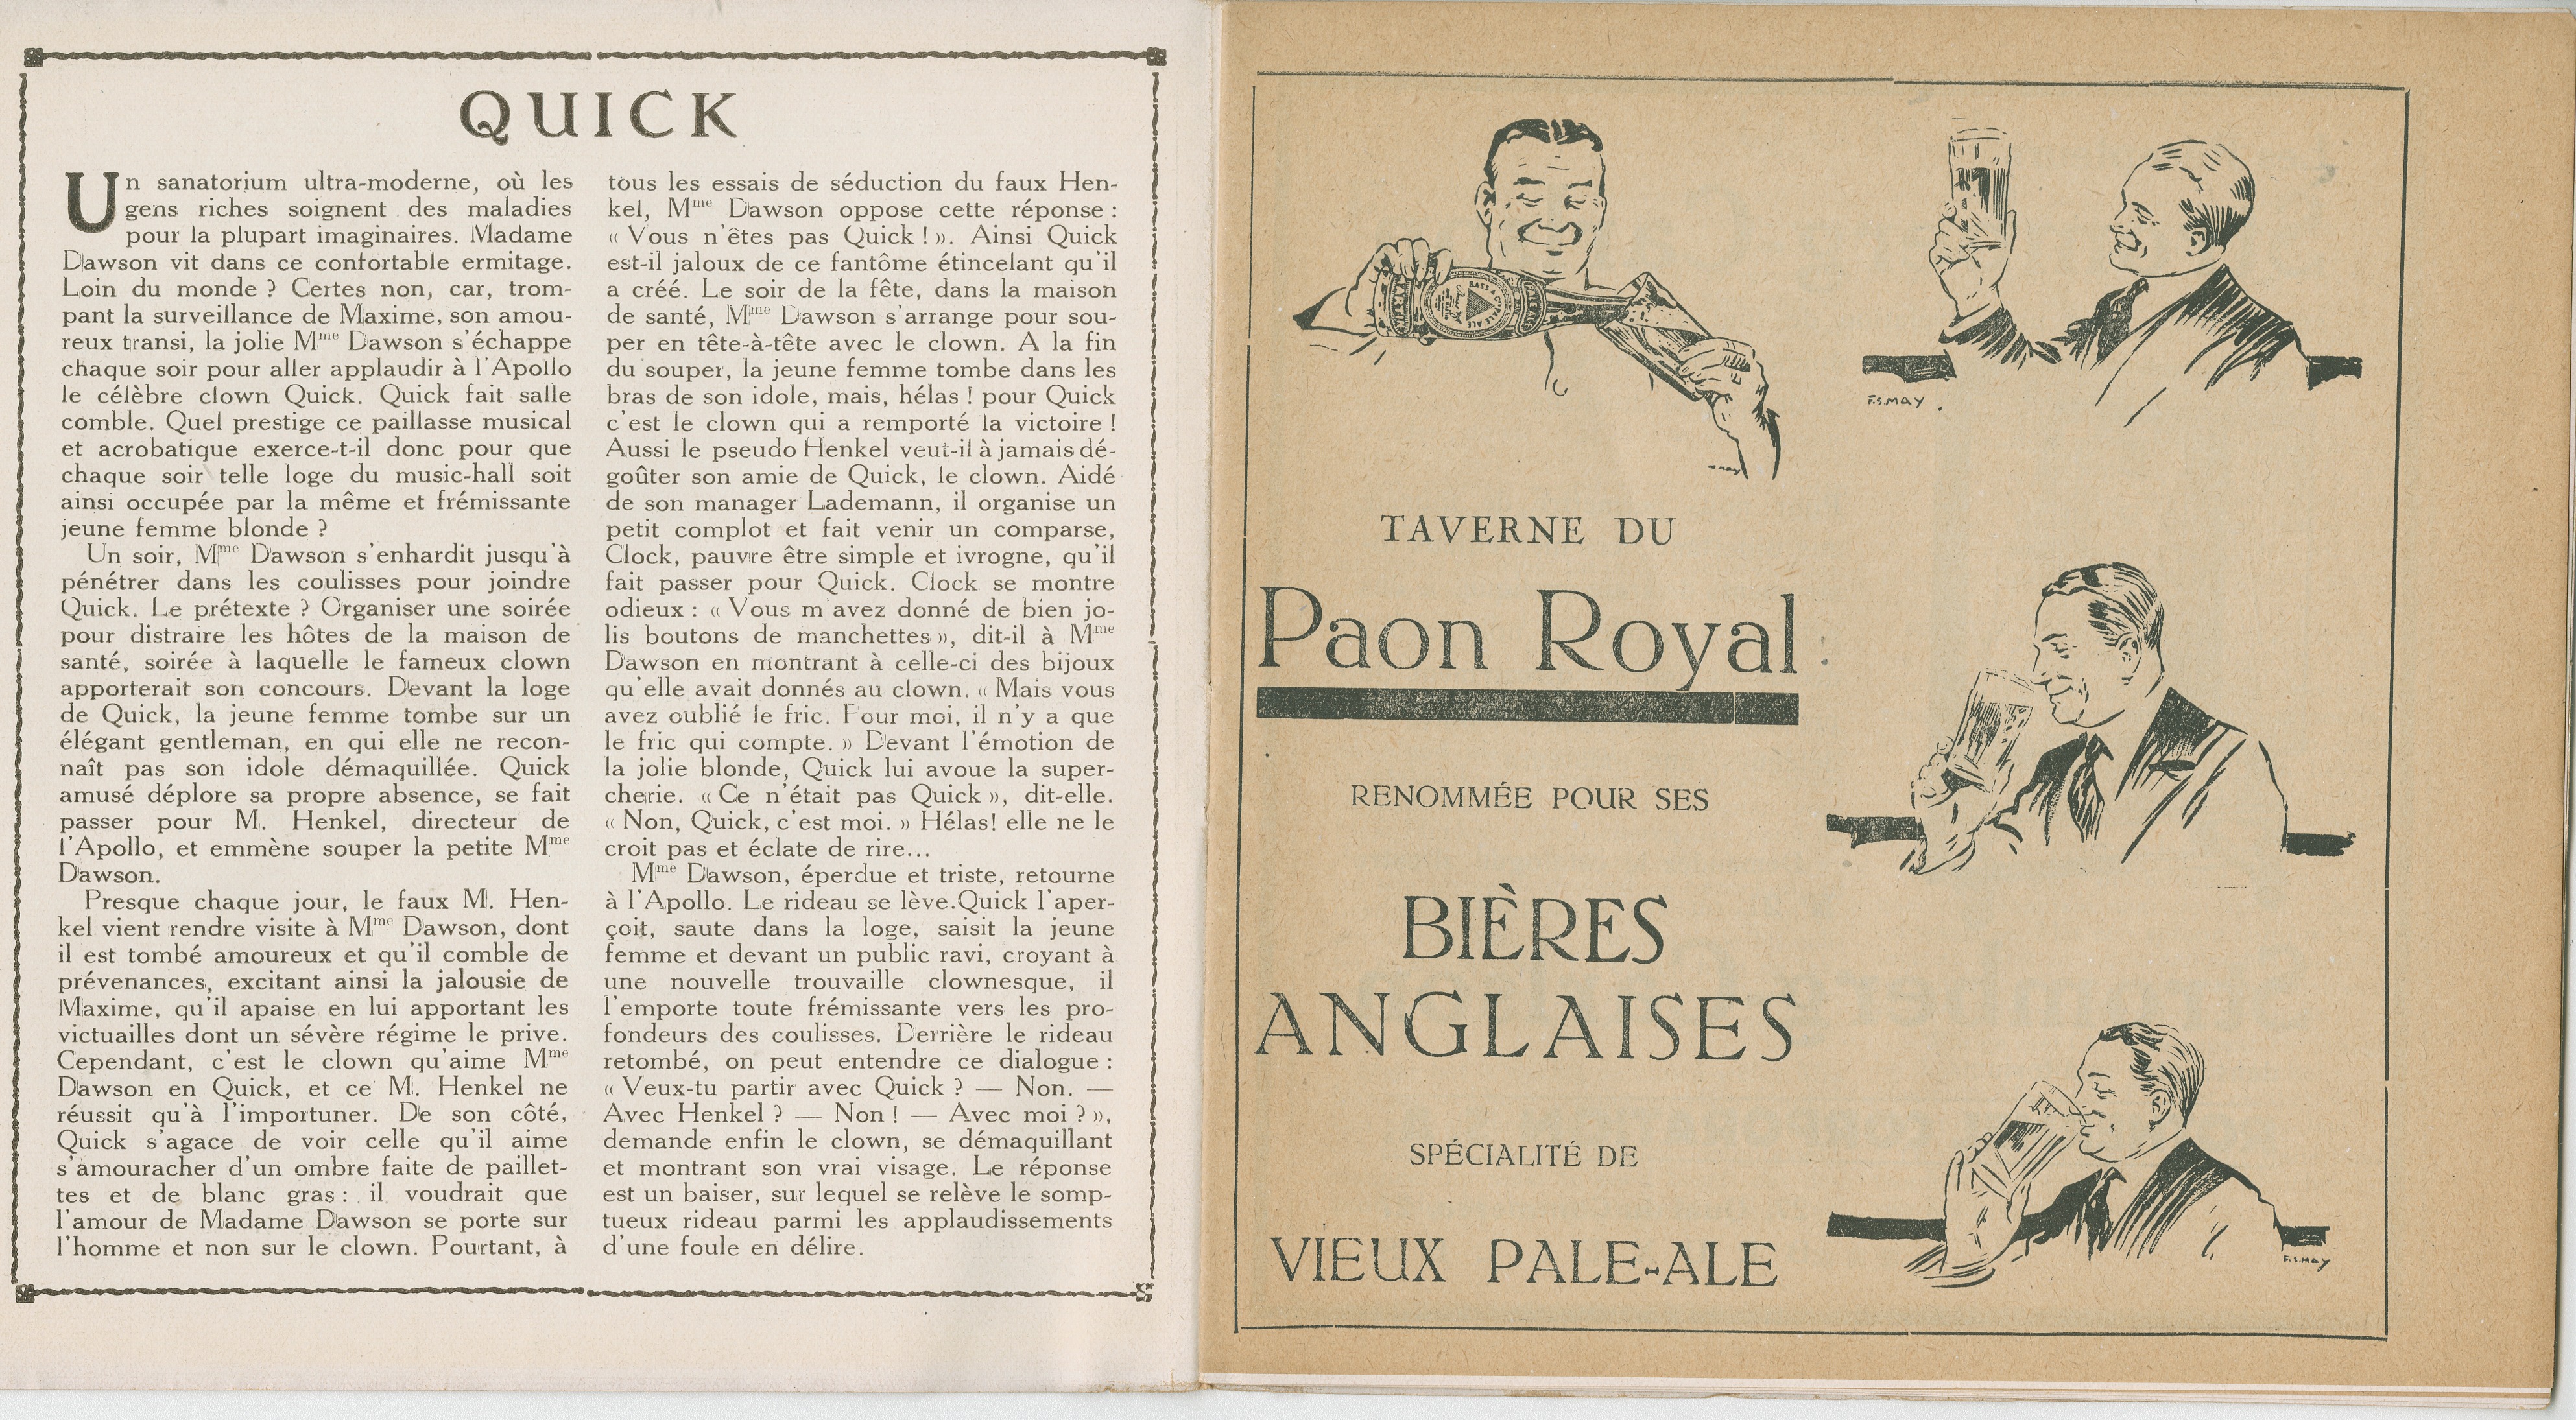 QUICK
Un sanatorium ultra-moderne, où les
gens riches soignent des maladies
pour la plupart imaginaires. Madame
Dawson vit dans ce confortable ermitage.
Loin du monde ? Certes non, car, trom-
pant la surveillance de Maxime, son amou-
reux transi, la jolie Mme Dawson s'échappe
chaque soir pour aller applaudir à l'Apollo
le célèbre clown Quick. Quick fait salle
comble. Quel prestige ce paillasse musical
et acrobatique exerce-t-il donc pour que
chaque soir telle loge du music-hall soit
ainsi occupée par la même et frémissante
jeune femme blonde ?
Un soir, Mme Dawson s'enhardit jusqu'à
pénétrer dans les coulisses pour joindre
Quick. Le prétexte ? Organiser une soirée
pour distraire les hôtes de la maison de
santé, soirée à laquelle le fameux clown
apporterait son concours. Devant la loge
de Quick, la jeune femme tombe sur un
élégant gentleman, en qui elle ne recon-
naît pas son idole démaquillée. Quick
amusé déplore sa propre absence, se fait
passer pour M. Henkel, directeur de
l'Apollo, et emmène souper la petite Mme
Dawson.
Presque chaque jour, le faux M. Hen-
kel vient rendre visite à Mme Dawson, dont
il est tombé amoureux et qu'il comble de
prévenances, excitant ainsi la jalousie de
Maxime, qu'il apaise en lui apportant les
victuailles dont un sévère régime le prive.
Cependant, c'est le clown qu'aime Mme
Dawson en Quick, et ce M. Henkel ne
réussit qu'à l'importuner. De son côté,
Quick s'agace de voir celle qu'il aime
s'amouracher d'un ombre faite de paillet-
tes et de blanc gras : il voudrait que
l'amour de Madame Dawson se porte sur
l'homme et non sur le clown. Pourtant, à
tous les essais de séduction du faux Hen-
kel, Mme Dawson oppose cette réponse :
« Vous n'êtes pas Quick ! ». Ainsi Quick
est-il jaloux de ce fantôme étincelant qu'il
a créé. Le soir de la fête, dans la maison
de santé, Mme Dawson s'arrange pour sou-
per en tête-à-tête avec le clown. A la fin
du souper, la jeune femme tombe dans les
bras de son idole, mais, hélas ! pour Quick
c'est le clown qui a remporté la victoire !
Aussi le pseudo Henkel veut-il à jamais dé-
goûter son amie de Quick, le clown. Aidé
de son manager Lademann, il organise un
petit complot et fait venir un comparse,
Clock, pauvre être simple et ivrogne, qu'il
fait passer pour Quick. Clock se montre
odieux : « Vous m'avez donné de bien jo-
lis boutons de manchettes », dit-il à Mme
Dawson en montrant à celle-ci des bijoux
qu'elle avait donnés au clown. « Mais vous
avez oublié le fric. Pour moi, il n'y a que
le fric qui compte. » Devant l'émotion de
la jolie blonde, Quick lui avoue la super-
cherie. « Ce n'était pas Quick », dit-elle.
« Non, Quick, c'est moi. » Hélas! elle ne le
croit pas et éclate de rire...
Mme Dawson, éperdue et triste, retourne
à l'Apollo. Le rideau se lève.Quick l'aper-
çoit, saute dans la loge, saisit la jeune
femme et devant un public ravi, croyant à
une nouvelle trouvaille clownesque, il
l'emporte toute frémissante vers les pro-
fondeurs des coulisses. Derrière le rideau
retombé, on peut entendre ce dialogue :
« Veux-tu partir avec Quick ? — Non. —
Avec Henkel ? — Non ! — Avec moi ? »,
demande enfin le clown, se démaquillant
et montrant son vrai visage. Le réponse
est un baiser, sur lequel se relève le somp-
tueux rideau parmi les applaudissements
d'une foule en délire.
BASS & Co
PALE ALE
F.S.MAY.
TAVERNE DU
Paon Royal
RENOMMÉE POUR SES
BIÈRES
ANGLAISES
SPÉCIALITÉ DE
VIEUX PALE-ALE
F.S.MAY